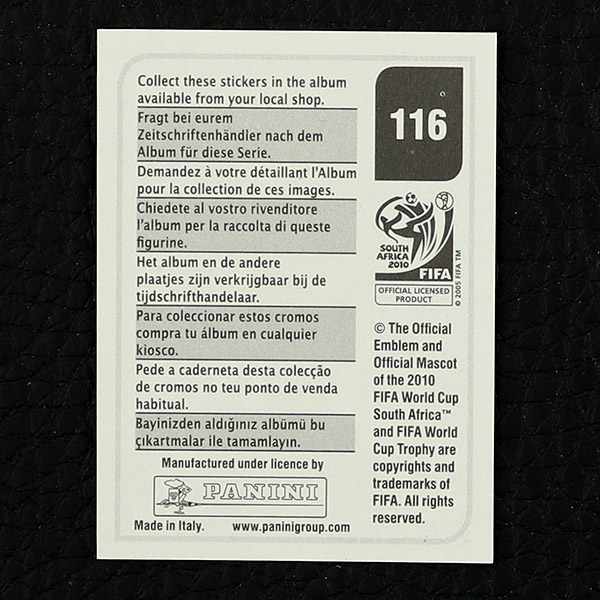 Collect these stickers in the album
available from your local shop.
Fragt bei eurem
Zeitschriftenhändler nach dem
Album für diese Serie.
Demandez à votre détaillant l'Album
pour la collection de ces images.
Chiedete al vostro rivenditore
l'album per la raccolta di queste
figurine.
Het album en de andere
plaatjes zijn verkrijgbaar bij de
tijdschrifthandelaar.
Para coleccionar estos cromos
compra tu álbum en cualquier
kiosco.
Pede a caderneta desta colecção
de cromos no teu ponto de venda
habitual.
Bayinizden aldığınız albümü bu
çıkartmalar ile tamamlayın.
Manufactured under licence by
PANINI
Made in Italy.
www.paninigroup.com
116
SOUTH
AFRICA
2010
FIFA
OFFICIAL LICENSED
PRODUCT
© 2005 FIFA TM
© The Official
Emblem and
Official Mascot
of the 2010
FIFA World Cup
South Africa™
and FIFA World
Cup Trophy are
copyrights and
trademarks of
FIFA. All rights
reserved.